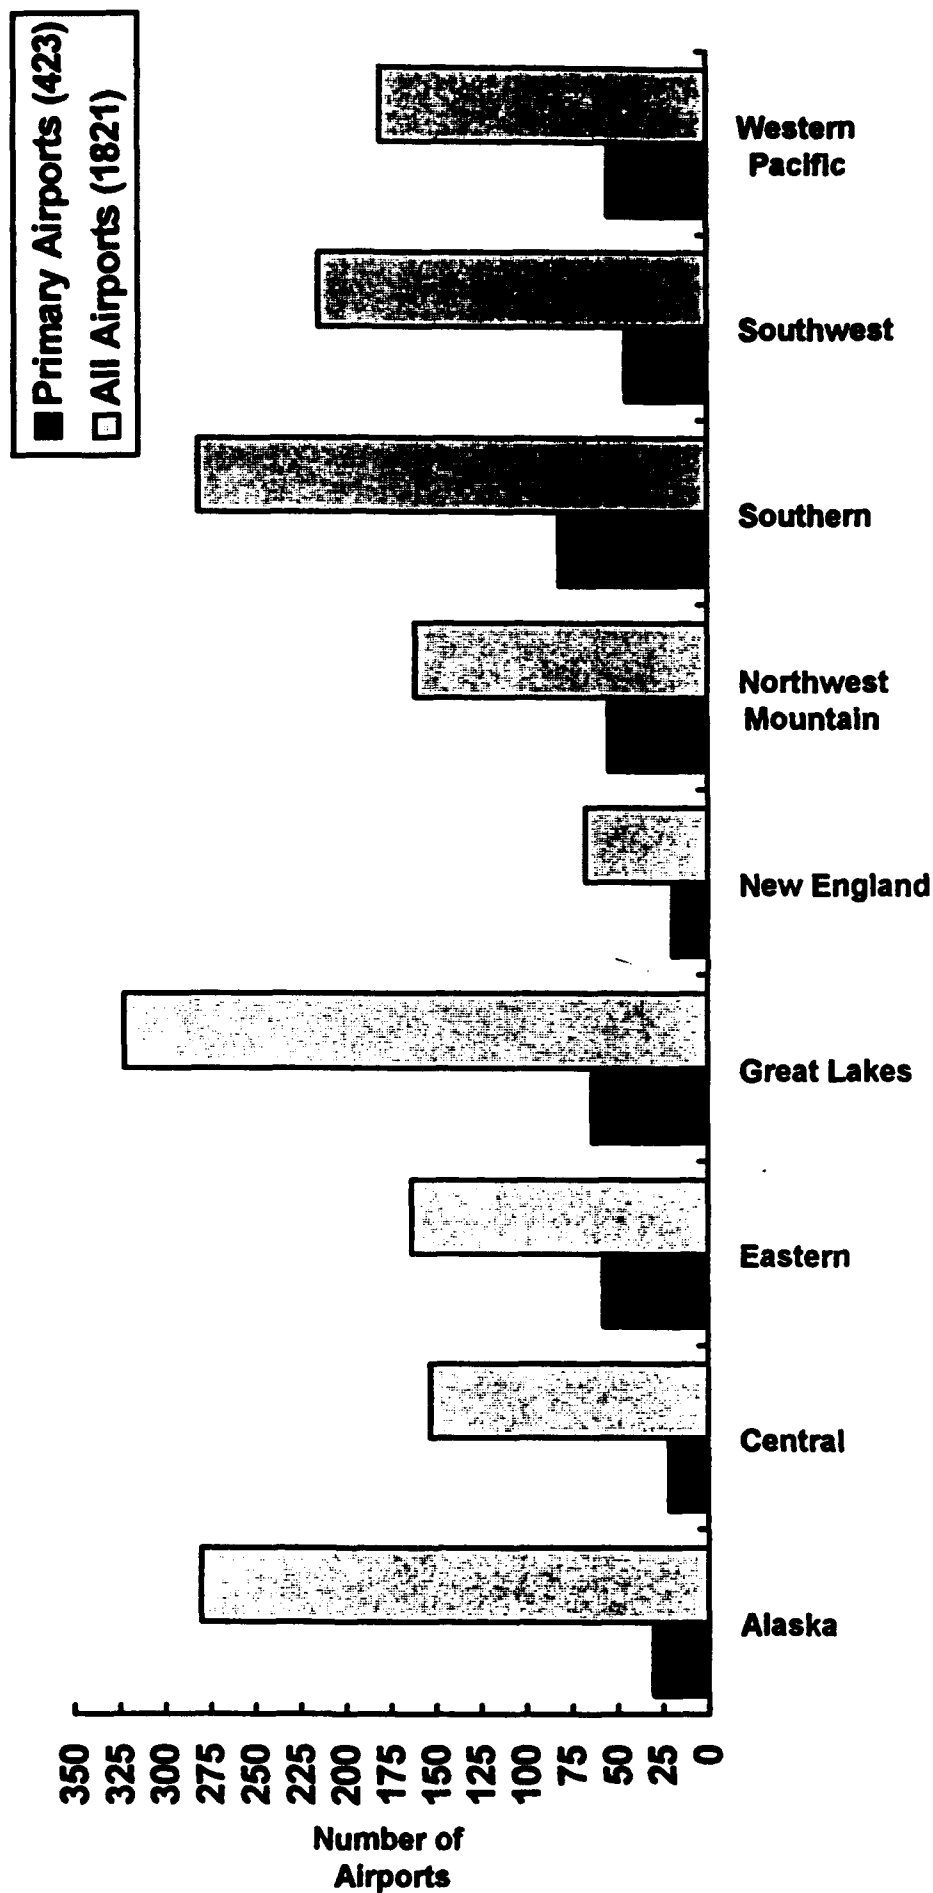 Primary Airports (423)
All Airports (1821)
Number of
Airports
350
325
300
275
250
225
200
175
150
125
100
75
50
25
0
Alaska
Central
Eastern
Great Lakes
New England
Northwest
Mountain
Southern
Southwest
Western
Pacific